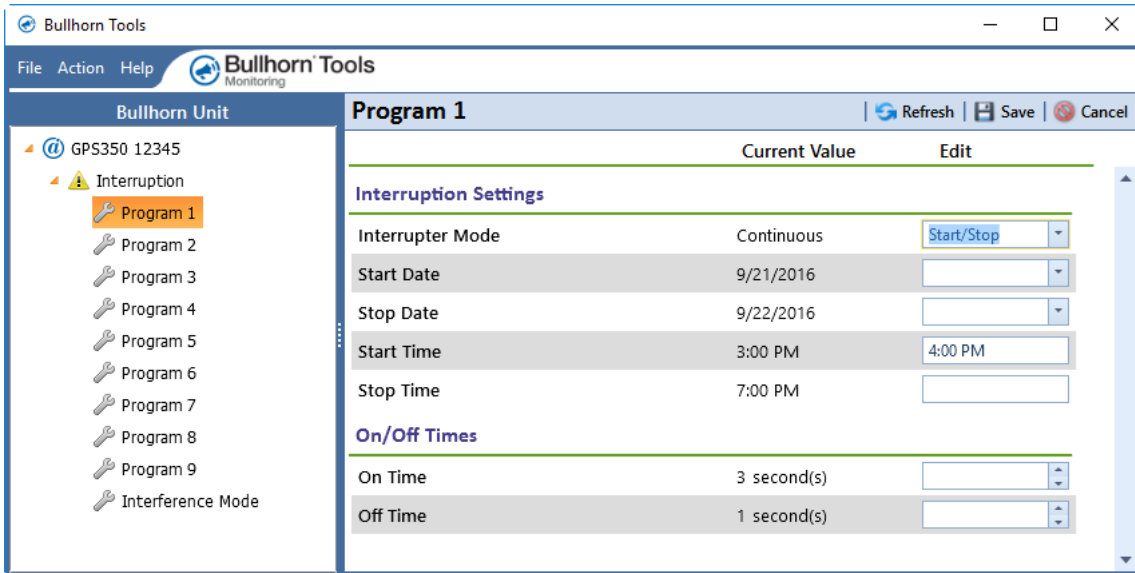 Bullhorn Tools
File Action Help Bullhorn® Tools
Monitoring
Bullhorn Unit
Program 1 | Refresh | Save | Cancel
GPS350 12345
Interruption
Program 1
Program 2
Program 3
Program 4
Program 5
Program 6
Program 7
Program 8
Program 9
Interference Mode
Current Value Edit
Interruption Settings
Interrupter Mode Continuous Start/Stop
Start Date 9/21/2016
Stop Date 9/22/2016
Start Time 3:00 PM 4:00 PM
Stop Time 7:00 PM
On/Off Times
On Time 3 second(s)
Off Time 1 second(s)